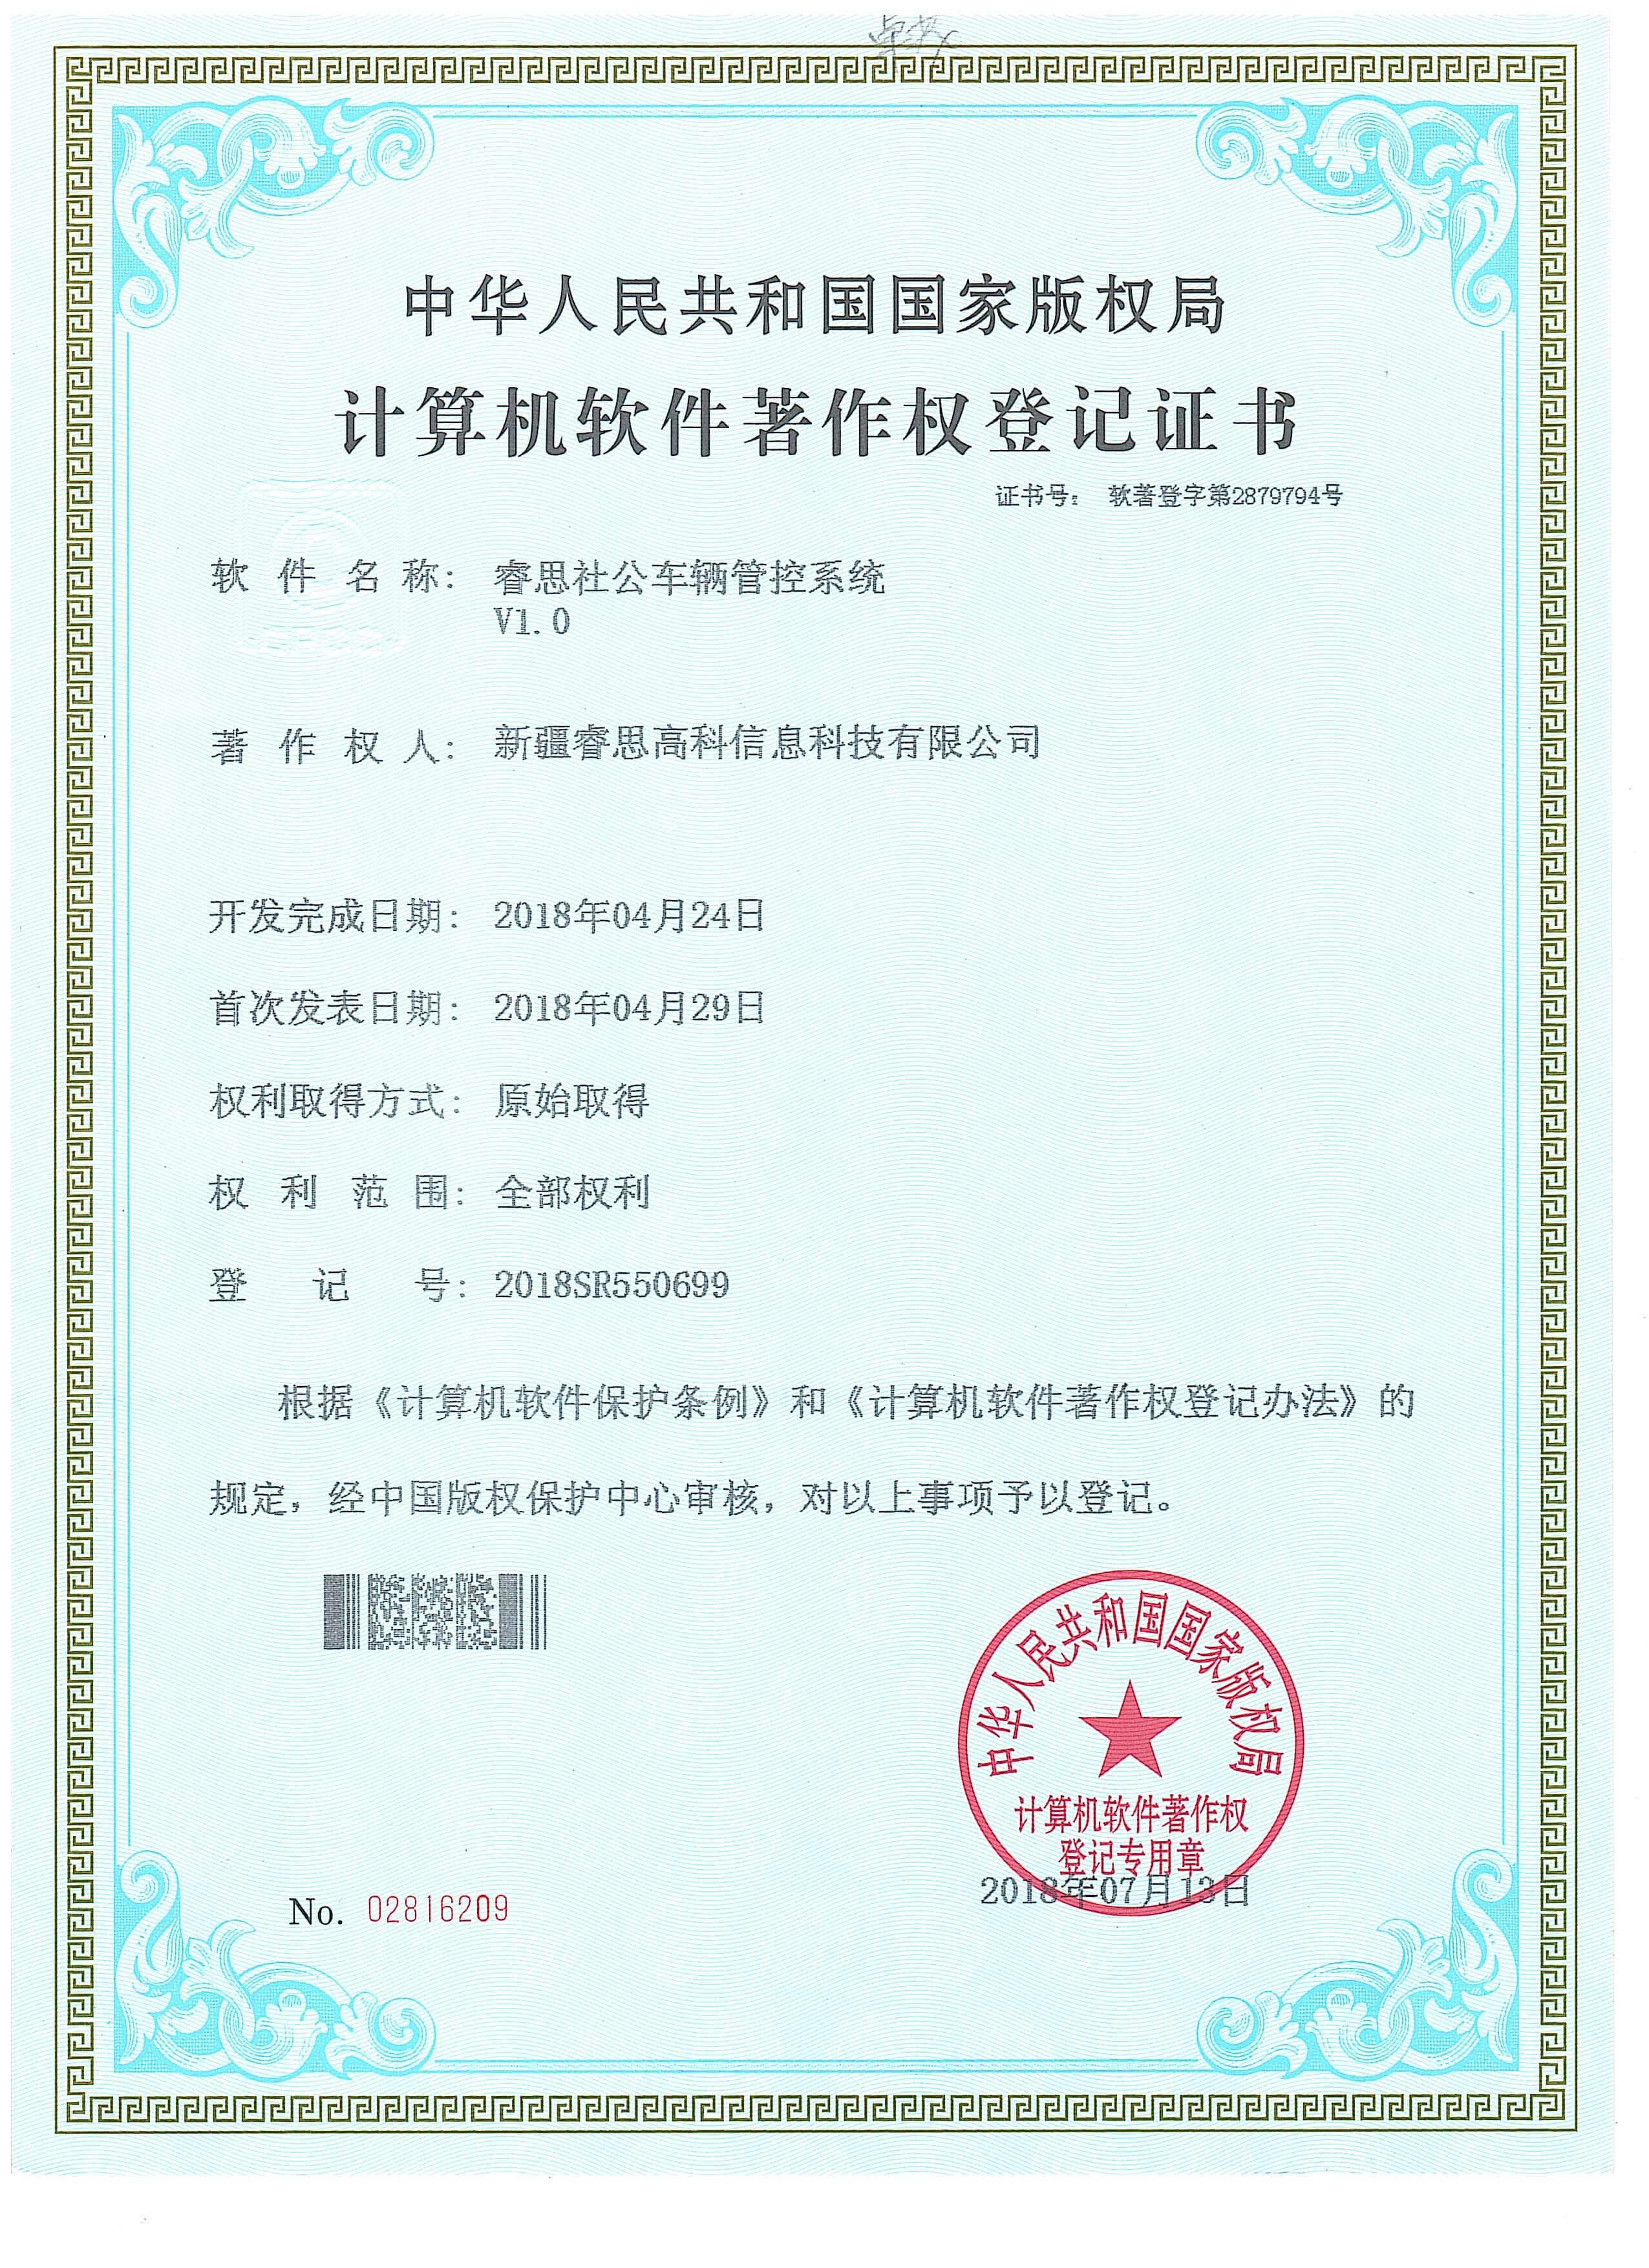 中华人民共和国国家版权局
计算机软件著作权登记证书
证书号： 软著登字第2879794号
软件名称： 睿思社公车辆管控系统
V1.0
著作权人： 新疆睿思高科信息科技有限公司
开发完成日期： 2018年04月24日
首次发表日期： 2018年04月29日
权利取得方式： 原始取得
权利范围： 全部权利
登记号： 2018SR550699
根据《计算机软件保护条例》和《计算机软件著作权登记办法》的
规定，经中国版权保护中心审核，对以上事项予以登记。
中华人民共和国国家版权局
计算机软件著作权
登记专用章
2018年07月13日
No. 02816209